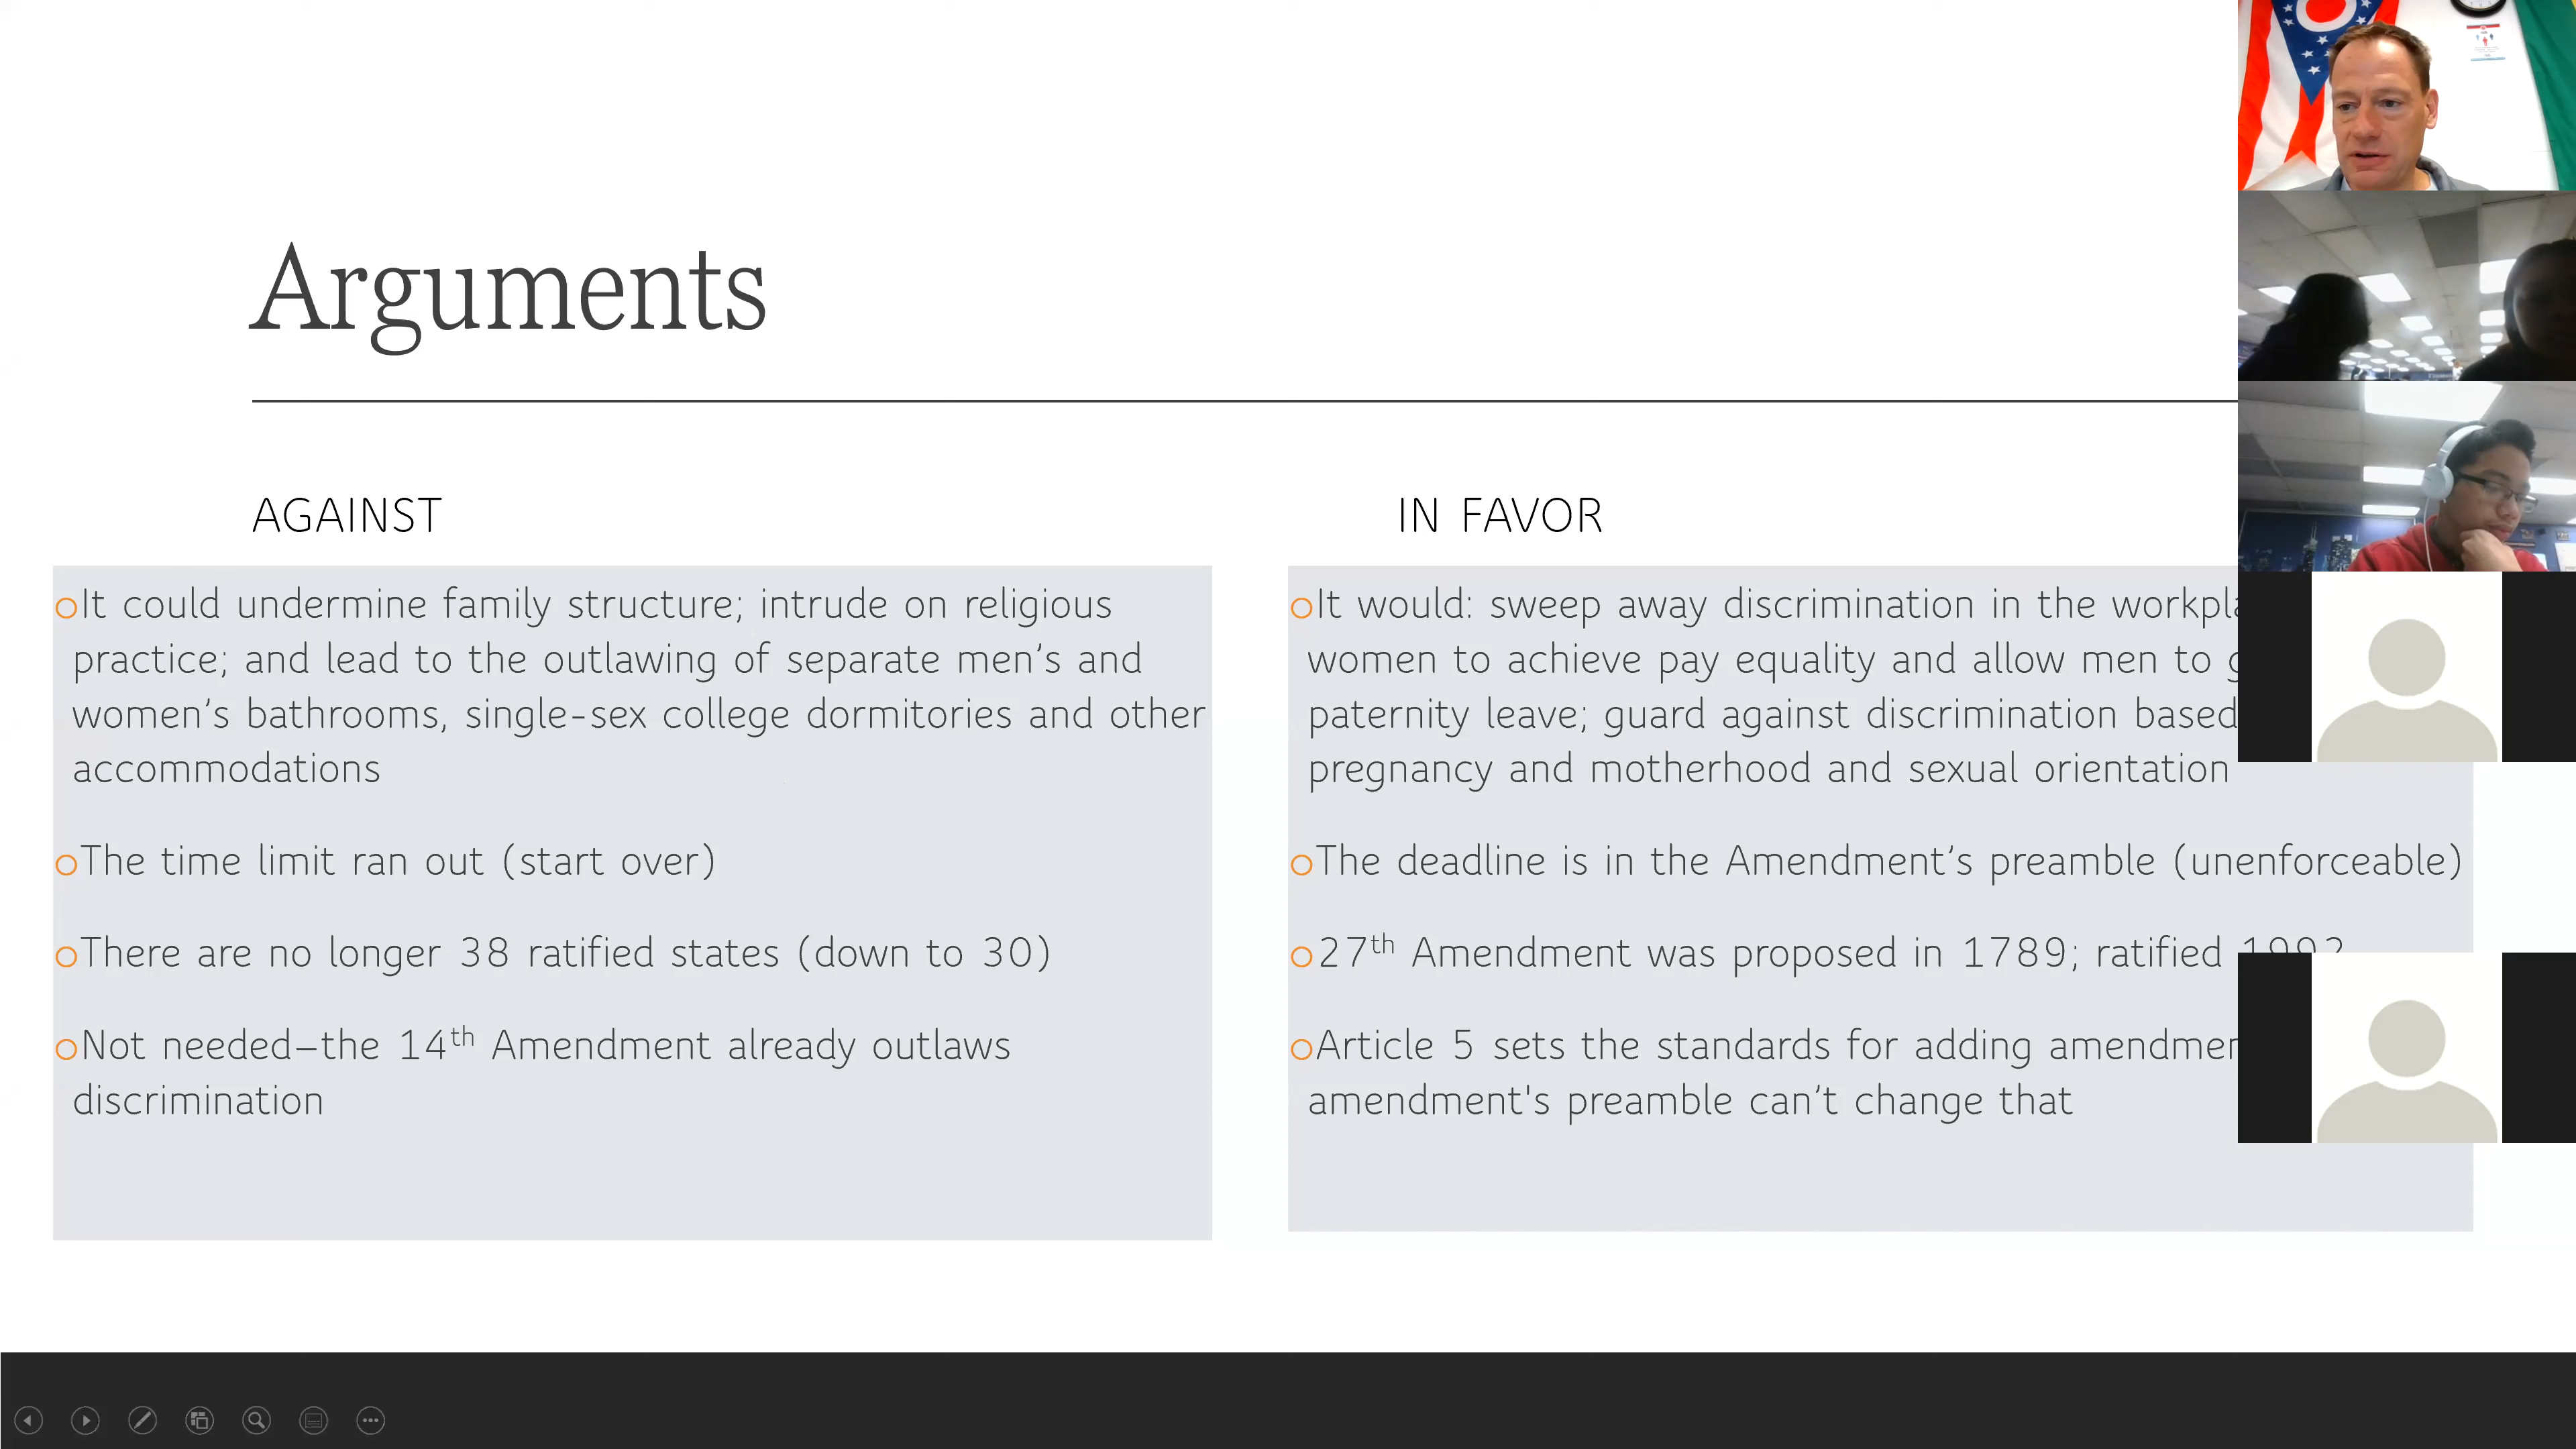 Arguments
AGAINST
It could undermine family structure; intrude on religious
practice; and lead to the outlawing of separate men's and
women's bathrooms, single-sex college dormitories and other
accommodations
The time limit ran out (start over)
There are no longer 38 ratified states (down to 30)
Not needed—the 14th Amendment already outlaws
discrimination
IN FAVOR
It would: sweep away discrimination in the
women to achieve pay equality and allow men to
paternity leave; guard against discrimination based
pregnancy and motherhood and sexual orientation
The deadline is in the Amendment's preamble (unenforceable)
27th Amendment was proposed in 1789; ratified 1992
Article 5 sets the standards for adding
amendment's preamble can't change that